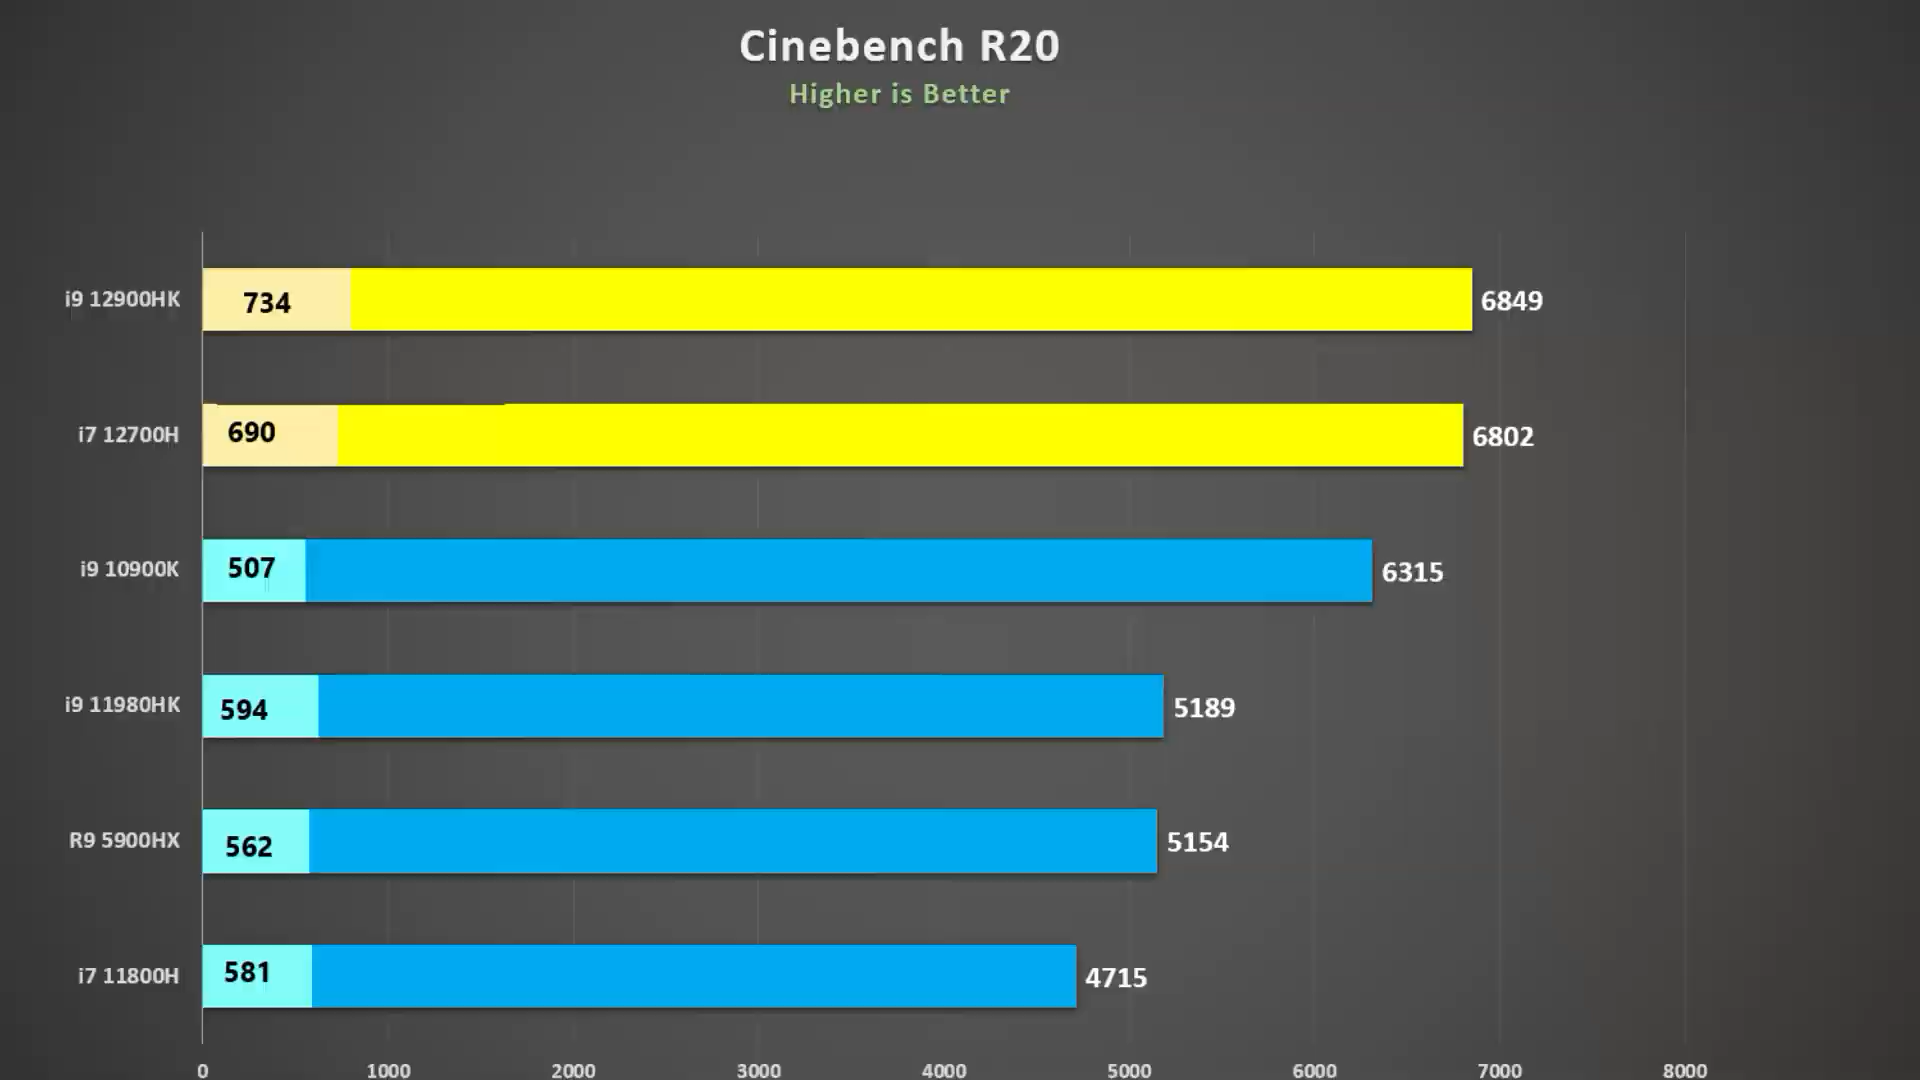 Cinebench R20
Higher is Better
i9 12900HK 734 6849
i7 12700H 690 6802
i9 10900K 507 6315
i9 11980HK 594 5189
R9 5900HX 562 5154
i7 11800H 581 4715
0 1000 2000 3000 4000 5000 6000 7000 8000